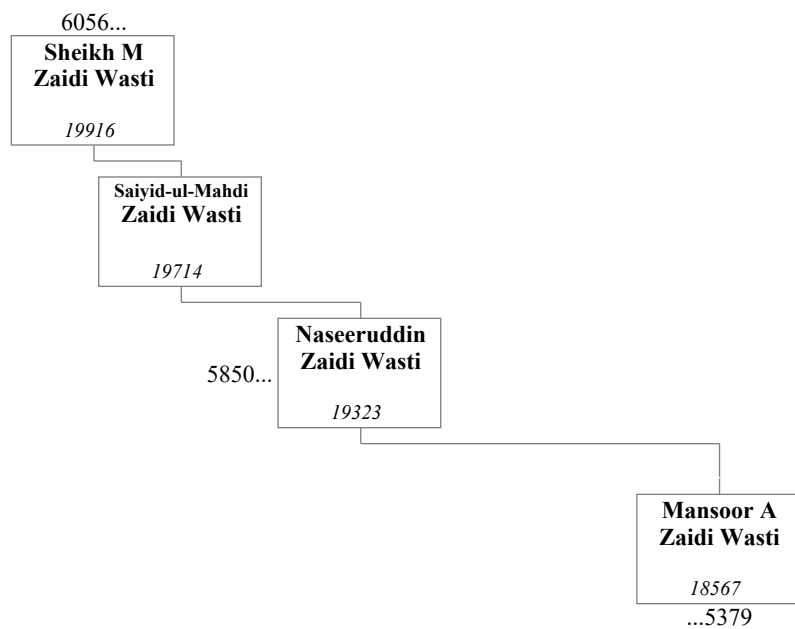 6056...
Sheikh M
Zaidi Wasti
19916
Saiyid-ul-Mahdi
Zaidi Wasti
19714
Naseeruddin
Zaidi Wasti
5850...
19323
Mansoor A
Zaidi Wasti
18567
...5379